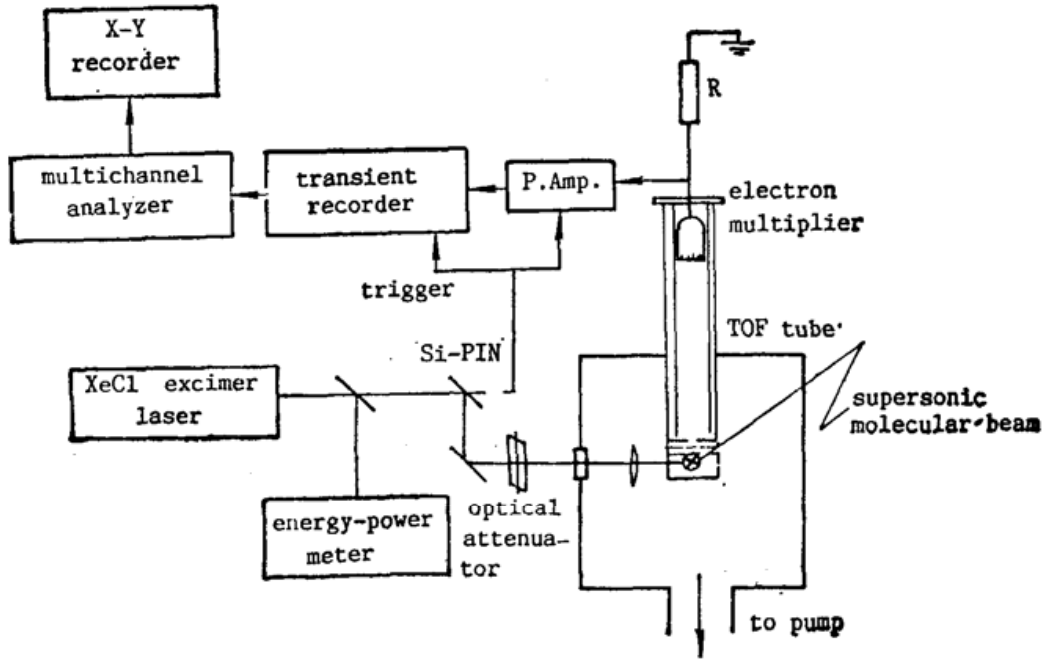 X-Y
recorder
R
multichannel
analyzer
transient
recorder
P.Amp.
electron
multiplier
trigger
TOF tube
Si-PIN
XeCl excimer
laser
supersonic
molecular-beam
energy-power
meter
optical
attenua-
tor
to pump